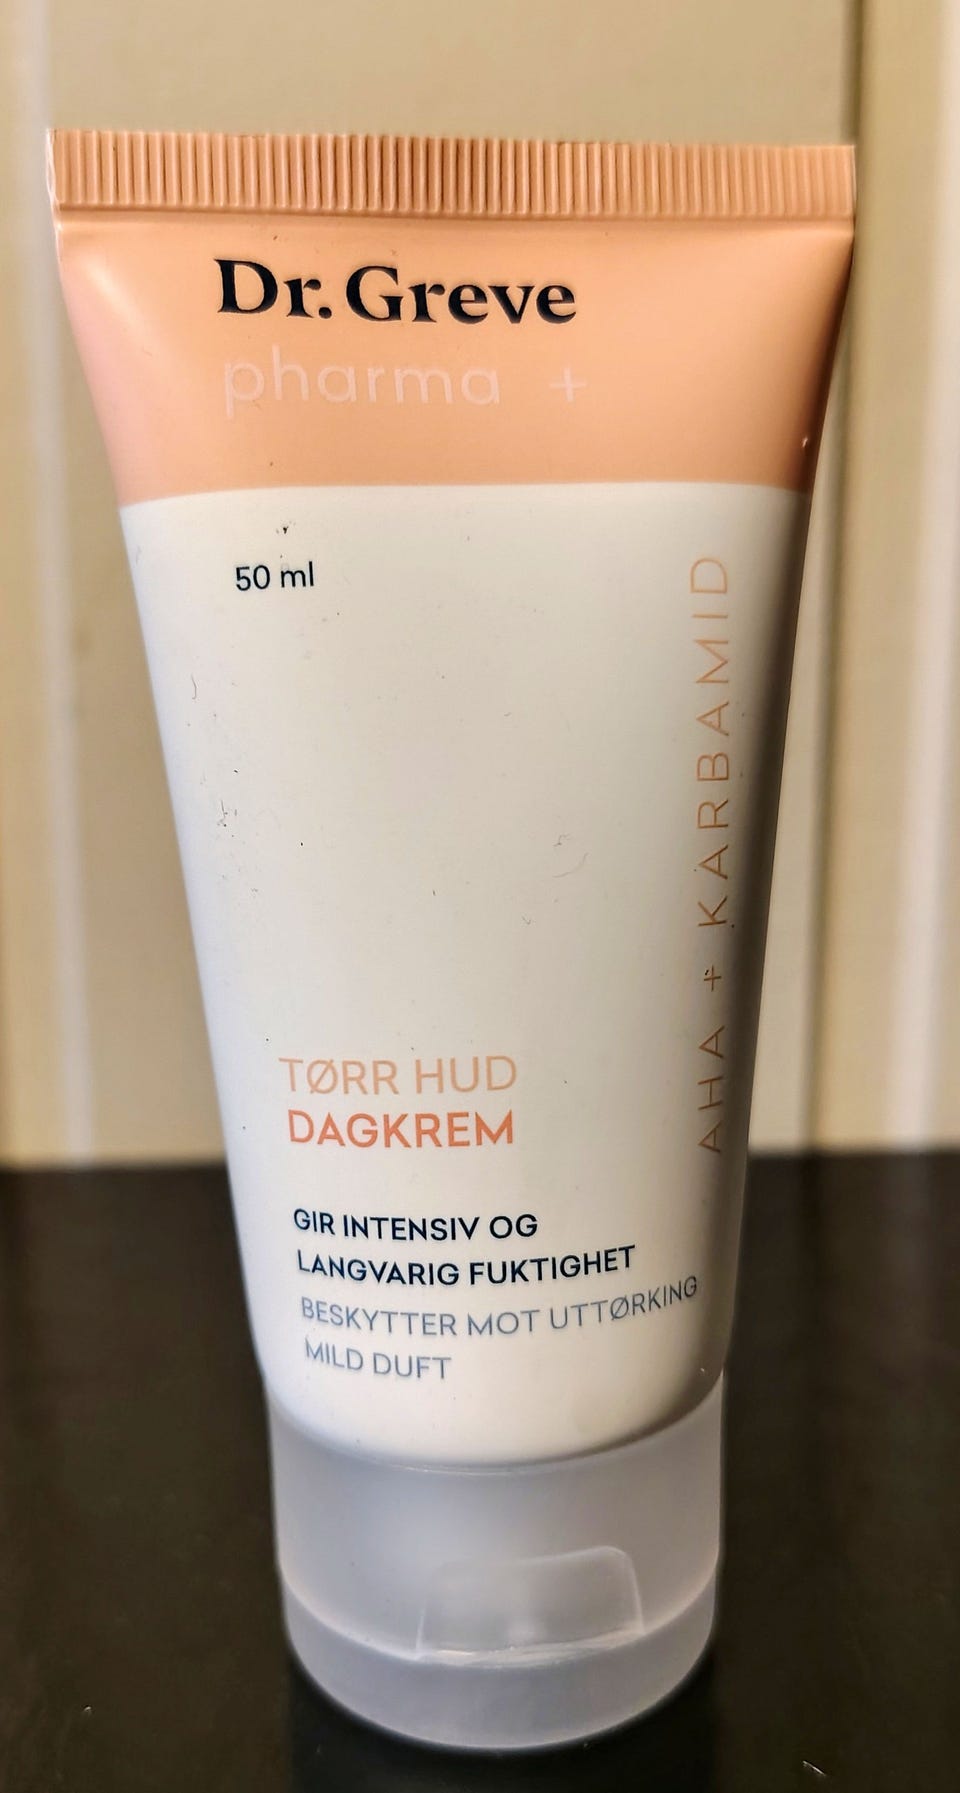 Dr. Greve
pharma +
50 ml
AHA + KARBAMID
TØRR HUD
DAGKREM
GIR INTENSIV OG
LANGVARIG FUKTIGHET
BESKYTTER MOT UTTØRKING
MILD DUFT